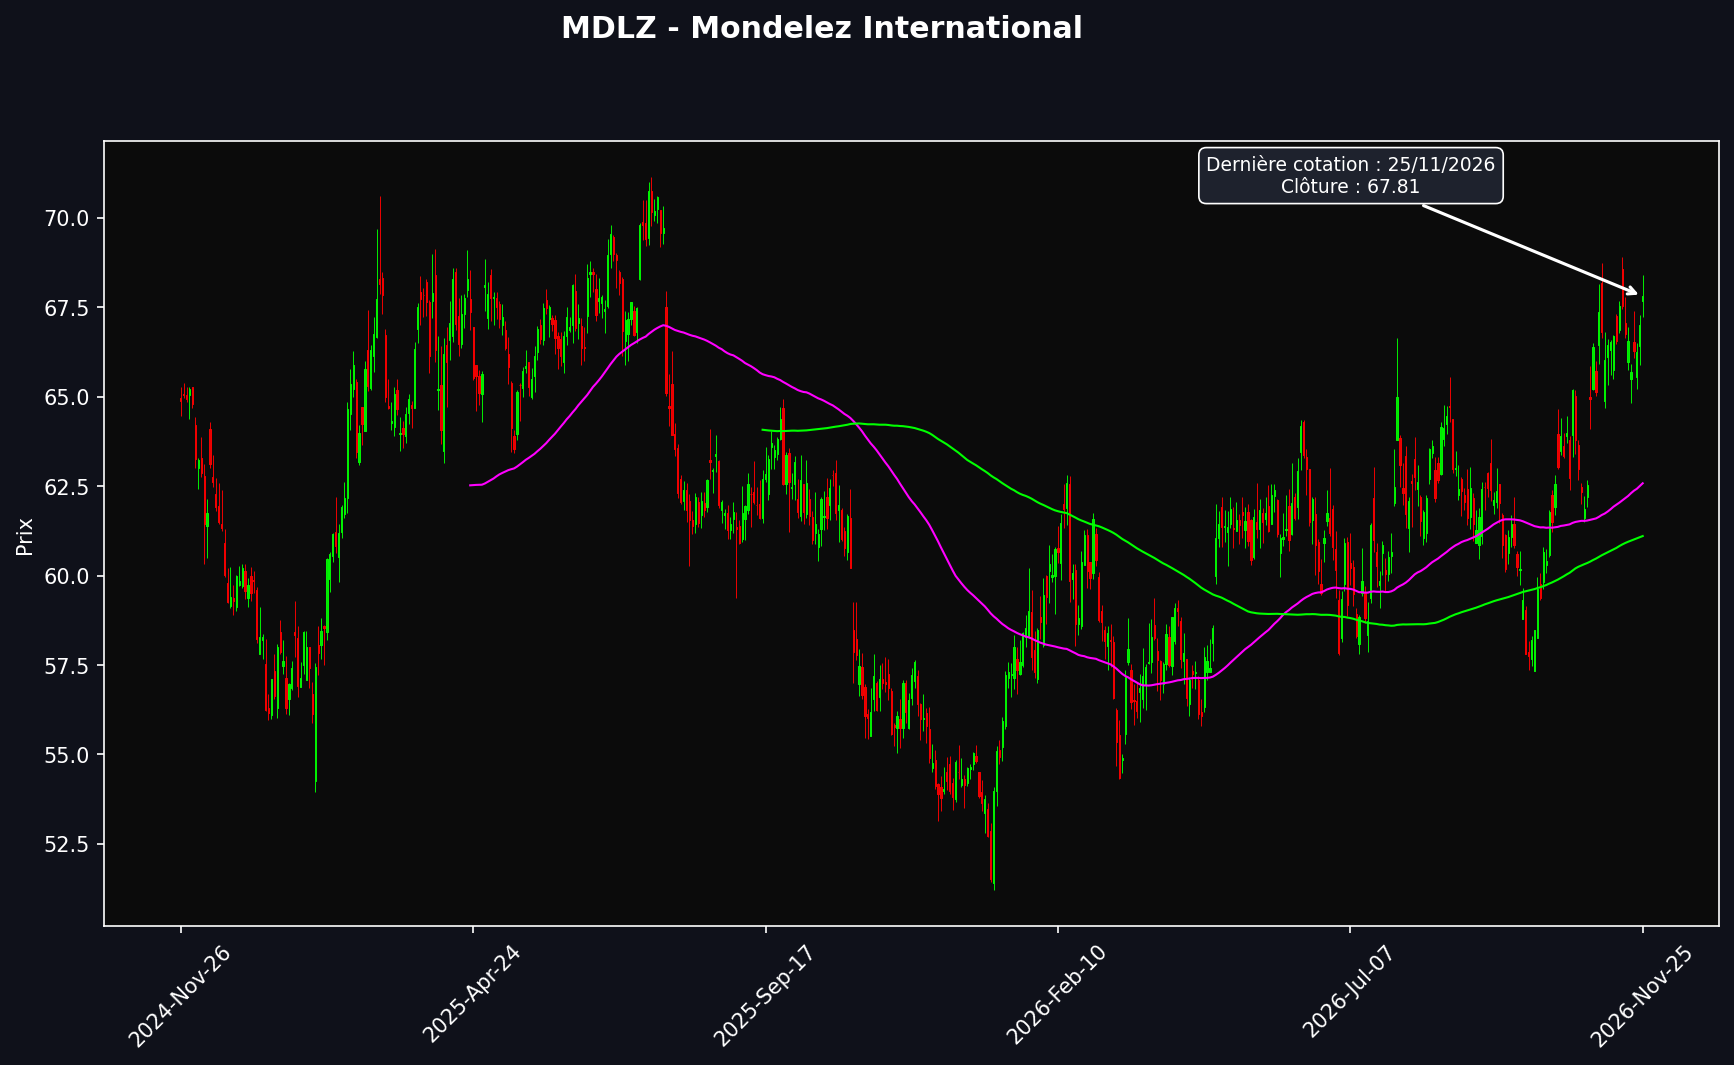 MDLZ - Mondelez International
Dernière cotation : 25/11/2026
Clôture : 67.81
Prix
70.0
67.5
65.0
62.5
60.0
57.5
55.0
52.5
2024-Nov-26
2025-Apr-24
2025-Sep-17
2026-Feb-10
2026-Jul-07
2026-Nov-25